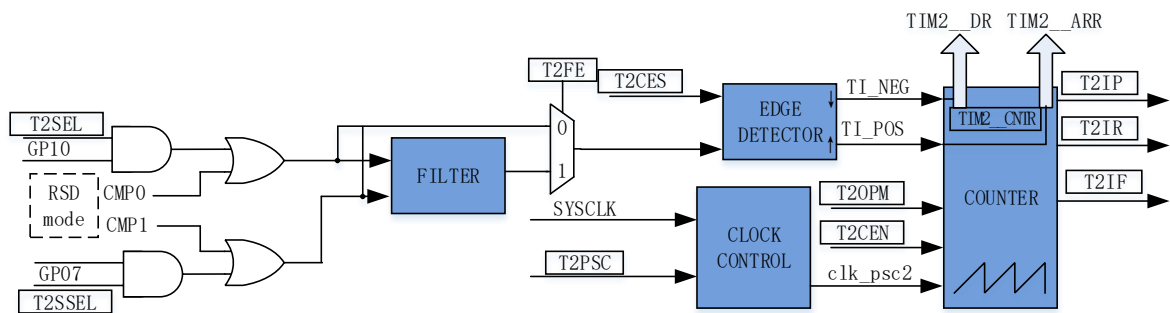 TIM2__DR
TIM2__ARR
T2SEL
GP10
RSD
mode
CMP0
CMP1
GP07
T2SSEL
FILTER
T2FE
0
1
T2CES
EDGE
DETECTOR
TI_NEG
TI_POS
SYSCLK
T2PSC
CLOCK
CONTROL
T2OPM
T2CEN
clk_psc2
TIM2__CNTR
COUNTER
T2IP
T2IR
T2IF